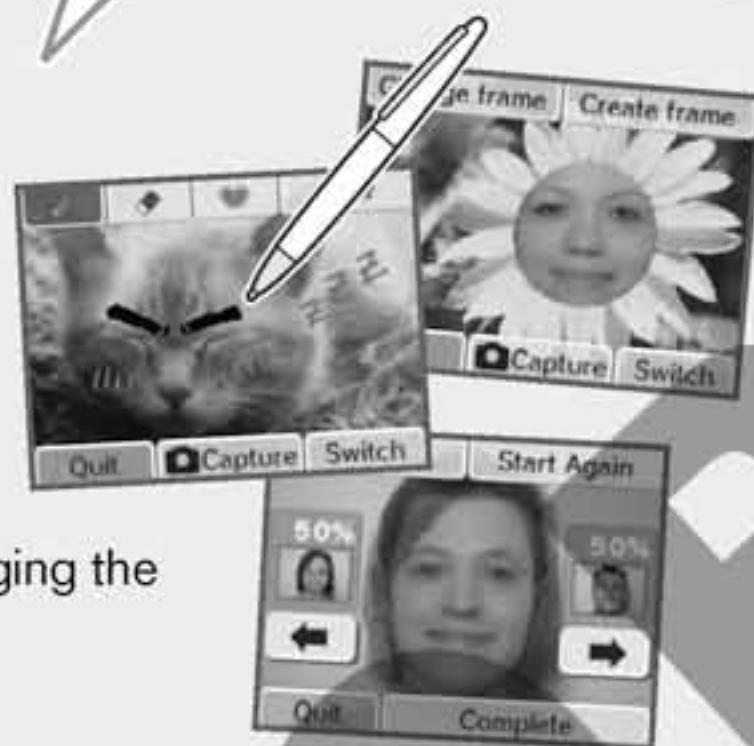 ge frame Create frame
Capture Switch
z z z
Quit Capture Switch
Start Again
50% 50%
ging the
Quit Complete